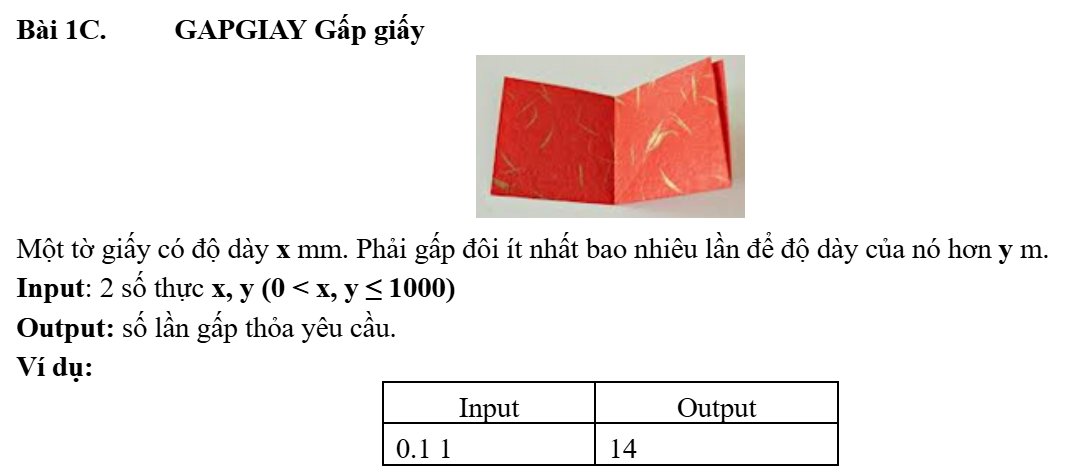 Bài 1C. GAPGIAY Gấp giấy
Một tờ giấy có độ dày x mm. Phải gấp đôi ít nhất bao nhiêu lần để độ dày của nó hơn y m.
Input: 2 số thực x, y (0 < x, y ≤ 1000)
Output: số lần gấp thỏa yêu cầu.
Ví dụ:
Input Output
0.1 1 14